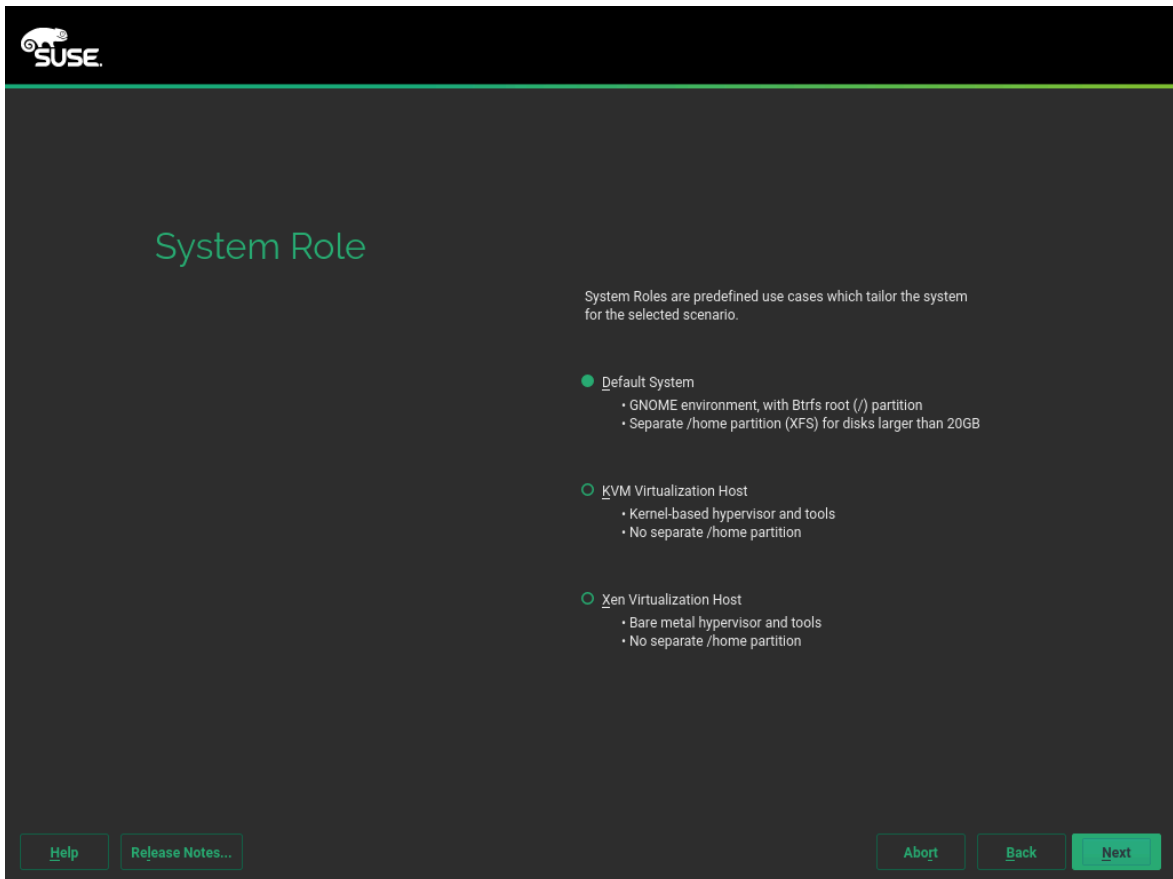 SUSE.
System Role
System Roles are predefined use cases which tailor the system
for the selected scenario.
Default System
• GNOME environment, with Btrfs root (/) partition
• Separate /home partition (XFS) for disks larger than 20GB
KVM Virtualization Host
• Kernel-based hypervisor and tools
• No separate /home partition
Xen Virtualization Host
• Bare metal hypervisor and tools
• No separate /home partition
Help
Release Notes...
Abort
Back
Next